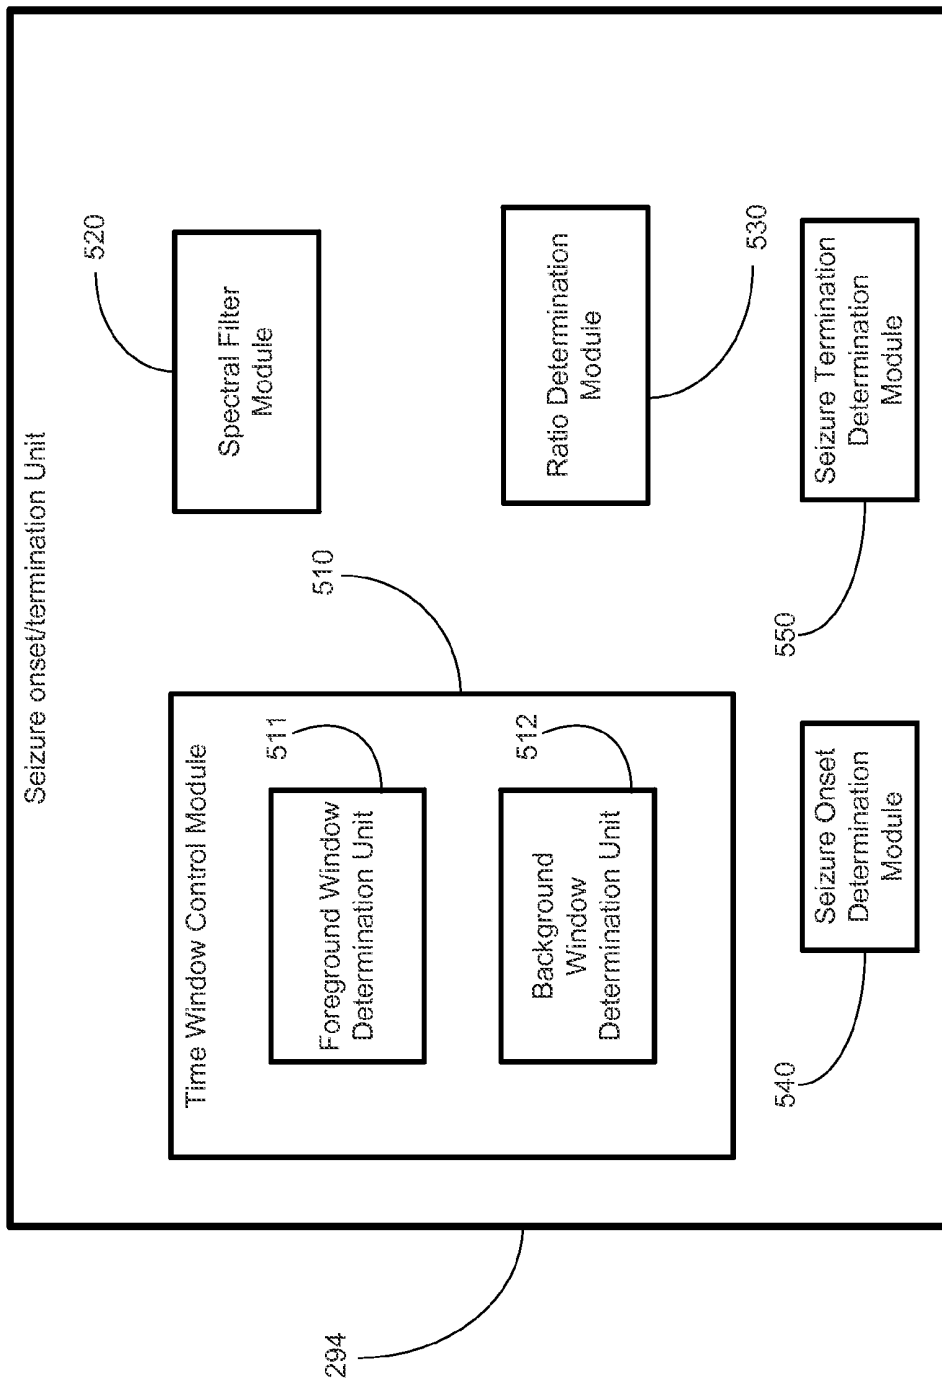 Seizure onset/termination Unit
294
Time Window Control Module
510
Foreground Window
Determination Unit
511
Background
Window
Determination Unit
512
Spectral Filter
Module
520
Ratio Determination
Module
530
Seizure Onset
Determination
Module
540
Seizure Termination
Determination
Module
550